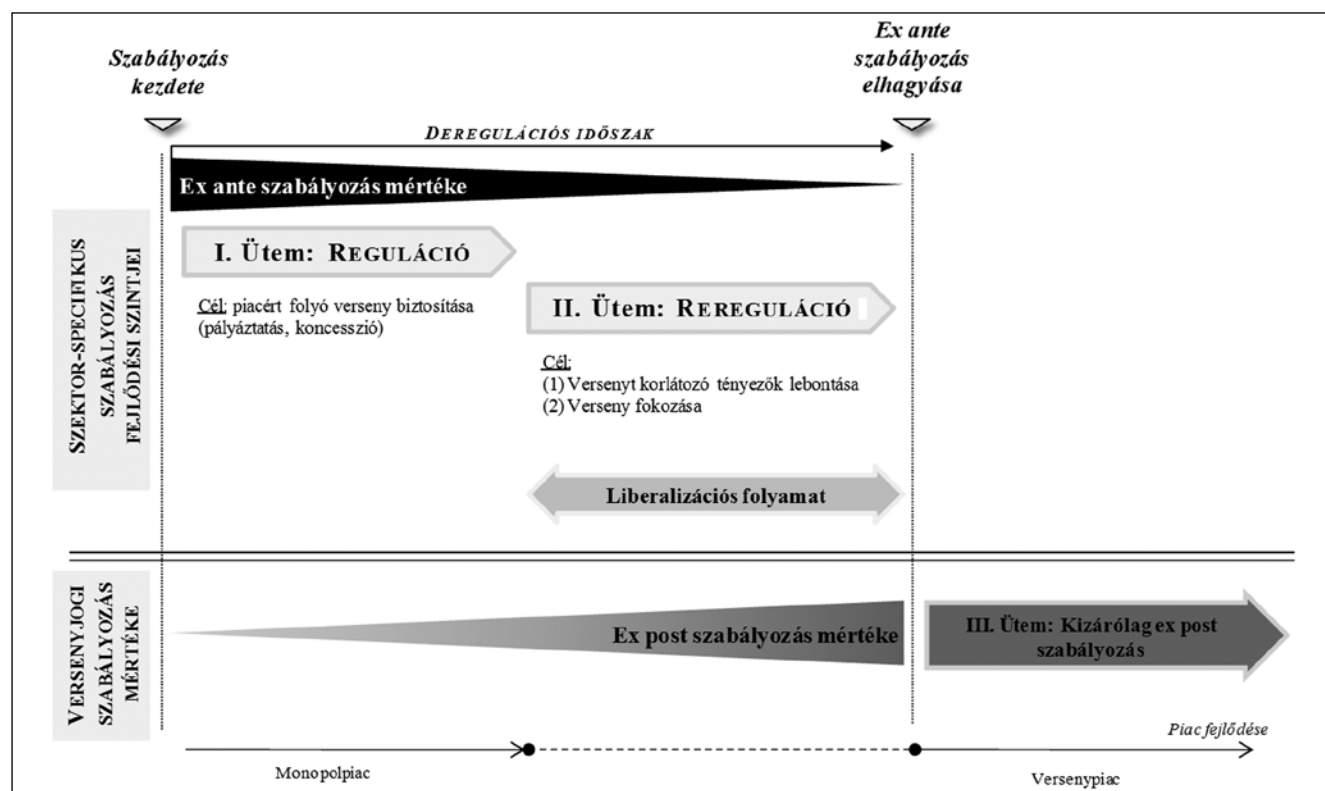 Szabályozás
kezdete
Ex ante
szabályozás
elhagyása
DEREGULÁCIÓS IDŐSZAK
Ex ante szabályozás mértéke
SZEKTOR-SPECIFIKUS
SZABÁLYOZÁS
FEJLŐDÉSI SZINTJEI
I. Ütem: REGULÁCIÓ
Cél: piacért folyó verseny biztosítása
(pályáztatás, koncesszió)
II. Ütem: REREGULÁCIÓ
Cél:
(1) Versenyt korlátozó tényezők lebontása
(2) Verseny fokozása
Liberalizációs folyamat
VERSENYJOGI
SZABÁLYOZÁS
MÉRTÉKE
Ex post szabályozás mértéke
III. Ütem: Kizárólag ex post
szabályozás
Piac fejlődése
Monopolpiac
Versenypiac